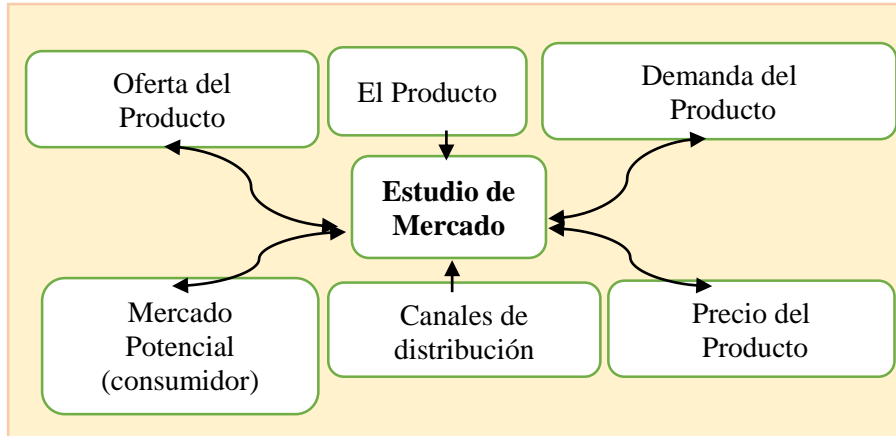 Oferta del
Producto
El Producto
Demanda del
Producto
Estudio de
Mercado
Mercado
Potencial
(consumidor)
Canales de
distribución
Precio del
Producto